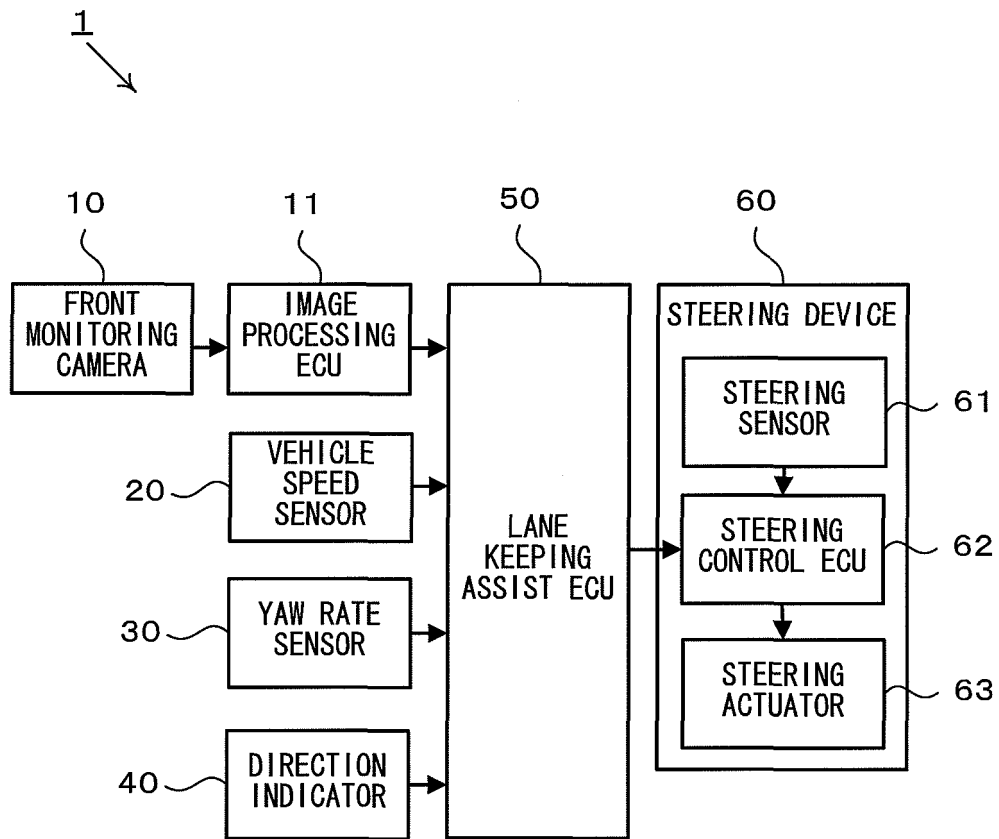 1
10
11
50
60
FRONT
MONITORING
CAMERA
IMAGE
PROCESSING
ECU
STEERING DEVICE
STEERING
SENSOR
61
VEHICLE
SPEED
SENSOR
20
LANE
KEEPING
ASSIST ECU
STEERING
CONTROL ECU
62
YAW RATE
SENSOR
30
STEERING
ACTUATOR
63
DIRECTION
INDICATOR
40